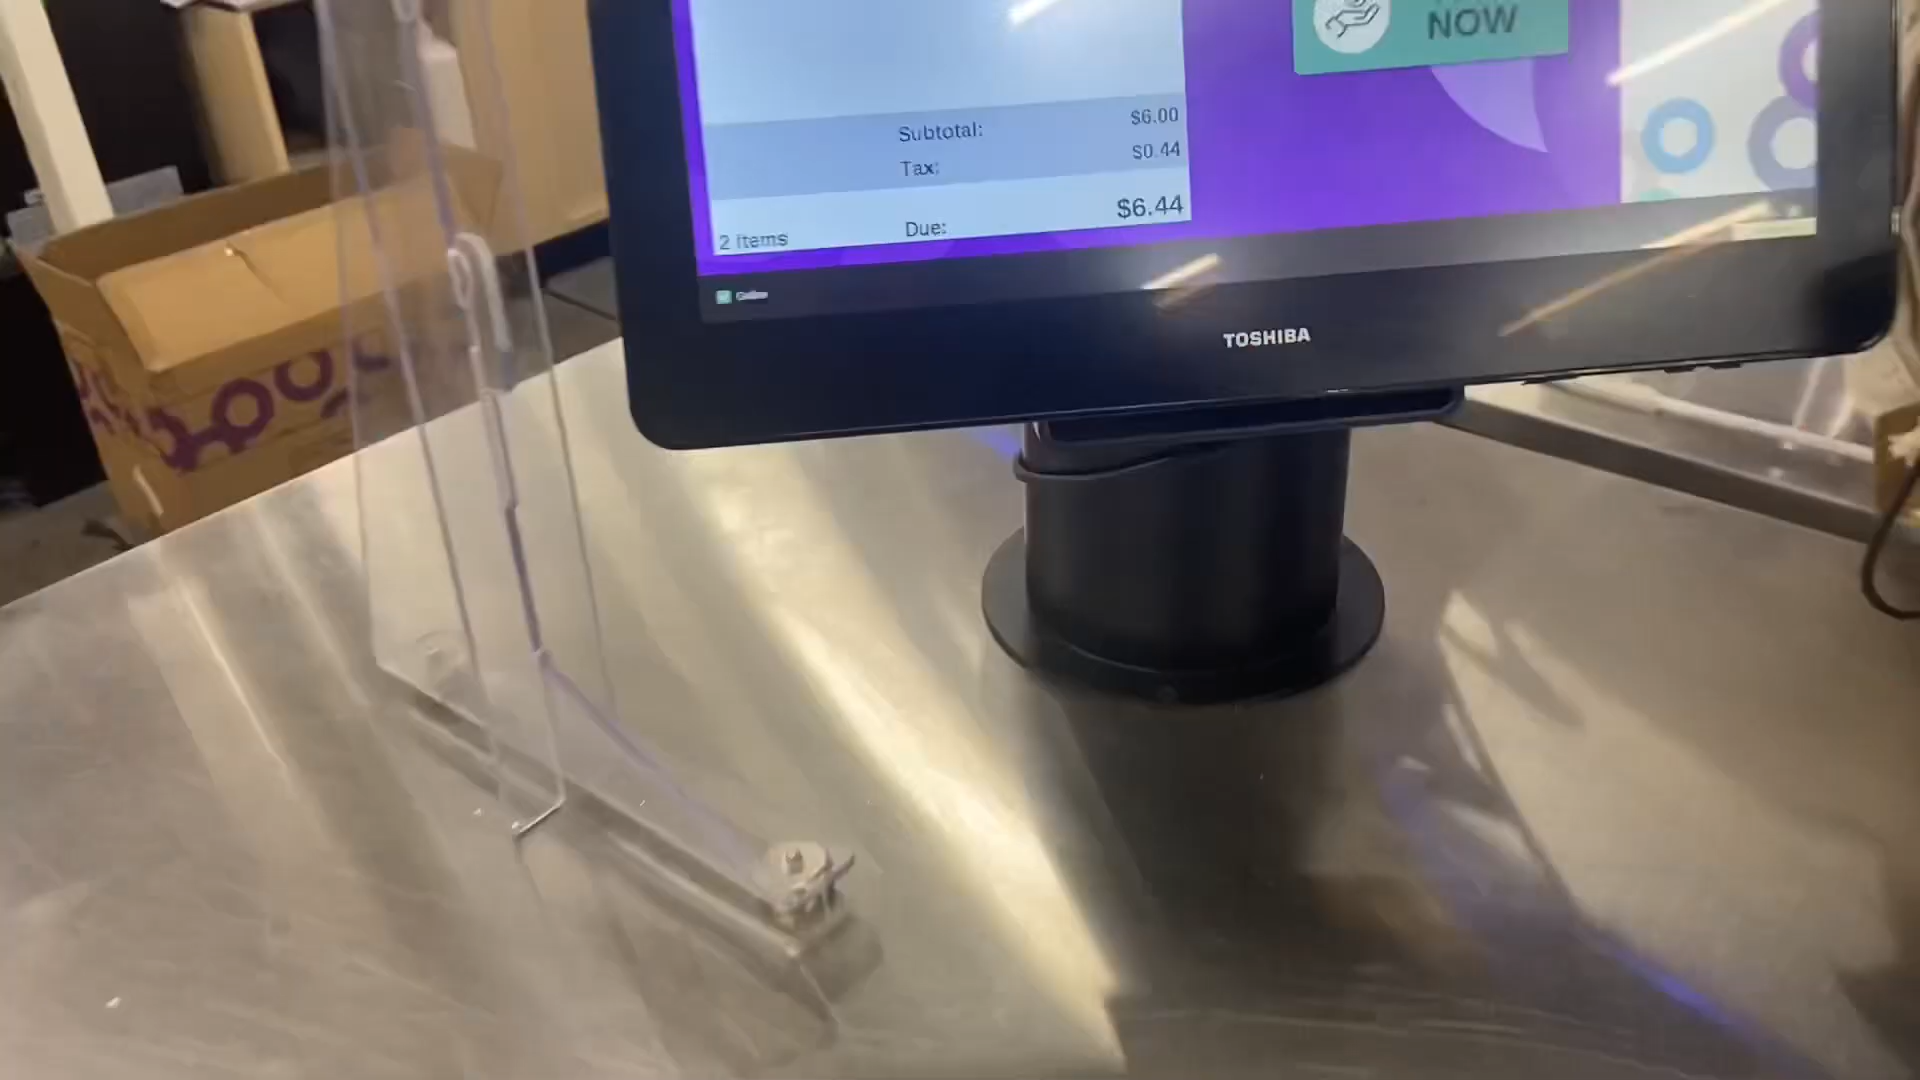 NOW
Subtotal: $6.00
Tax: $0.44
2 items Due: $6.44
TOSHIBA